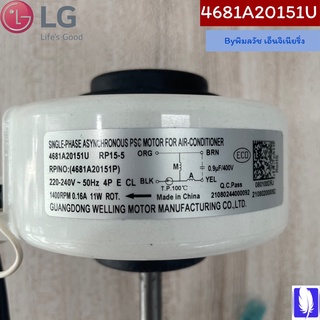 LG
Life's Good
4681A20151U
Byพิมลวัช เอ็นจิเนียริ่ง
SINGLE-PHASE ASYNCHRONOUS PSC MOTOR FOR AIR-CONDITIONER
4681A20151U RP15-5
RPINO:(4681A20151P)
220-240V ~ 50Hz 4P E CL
1400RPM 0.16A 11W ROT.
ORG
BRN
M
0.9μF/400V
BLK
A
YEL
T.P.100℃
ECO
Q.C.Pass
21080244000092
Made in China
GUANGDONG WELLING MOTOR MANUFACTURING CO.,LTD.